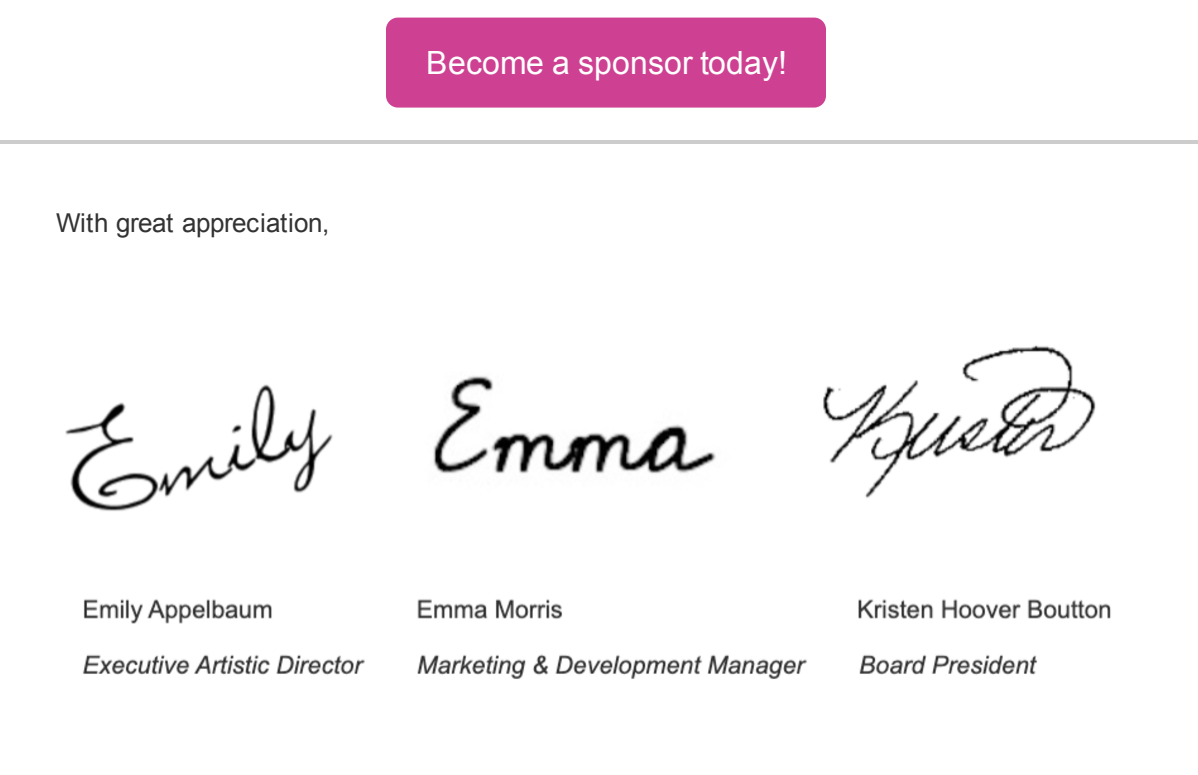 Become a sponsor today!
With great appreciation,
Emily Emma Kristen
Emily Appelbaum Emma Morris Kristen Hoover Boutton
Executive Artistic Director Marketing & Development Manager Board President